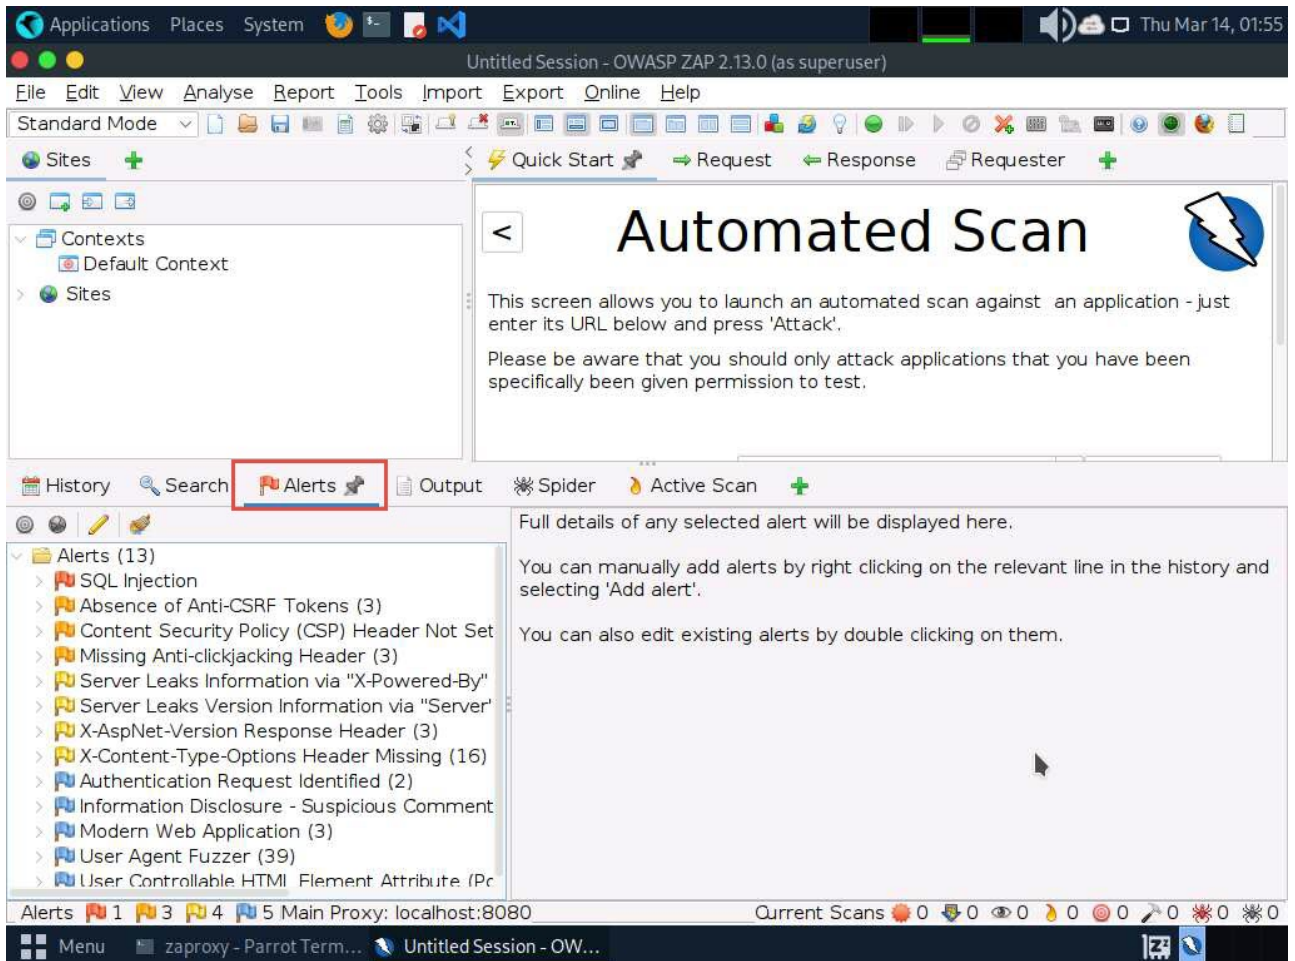 Applications Places System Thu Mar 14, 01:55
Untitled Session - OWASP ZAP 2.13.0 (as superuser)
File Edit View Analyse Report Tools Import Export Online Help
Standard Mode
Sites
Quick Start Request Response Requester
Contexts
Default Context
Sites
<
Automated Scan
This screen allows you to launch an automated scan against an application - just
enter its URL below and press 'Attack'.
Please be aware that you should only attack applications that you have been
specifically been given permission to test.
History Search Alerts Output Spider Active Scan
Alerts (13)
SQL Injection
Absence of Anti-CSRF Tokens (3)
Content Security Policy (CSP) Header Not Set
Missing Anti-clickjacking Header (3)
Server Leaks Information via "X-Powered-By"
Server Leaks Version Information via "Server"
X-AspNet-Version Response Header (3)
X-Content-Type-Options Header Missing (16)
Authentication Request Identified (2)
Information Disclosure - Suspicious Comment
Modern Web Application (3)
User Agent Fuzzer (39)
User Controllable HTML Element Attribute (Po
Full details of any selected alert will be displayed here.
You can manually add alerts by right clicking on the relevant line in the history and
selecting 'Add alert'.
You can also edit existing alerts by double clicking on them.
Alerts 1 3 4 5 Main Proxy: localhost:8080 Current Scans 0 0 0 0 0 0 0 0
Menu zaproxy - Parrot Term... Untitled Session - OW...